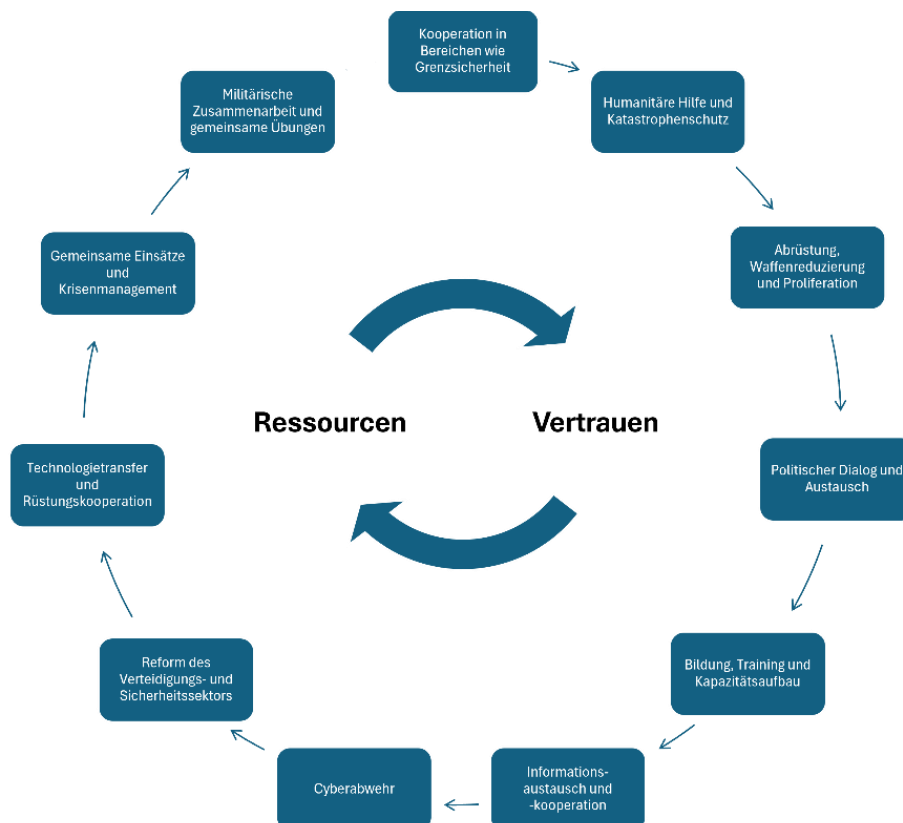 Kooperation in
Bereichen wie
Grenzsicherheit
Humanitäre Hilfe und
Katastrophenschutz
Abrüstung,
Waffenreduzierung
und Proliferation
Politischer Dialog und
Austausch
Bildung, Training und
Kapazitätsaufbau
Informations-
austausch und
-kooperation
Cyberabwehr
Reform des
Verteidigungs- und
Sicherheitssektors
Technologietransfer
und
Rüstungskooperation
Gemeinsame Einsätze
und
Krisenmanagement
Militärische
Zusammenarbeit und
gemeinsame Übungen
Ressourcen
Vertrauen